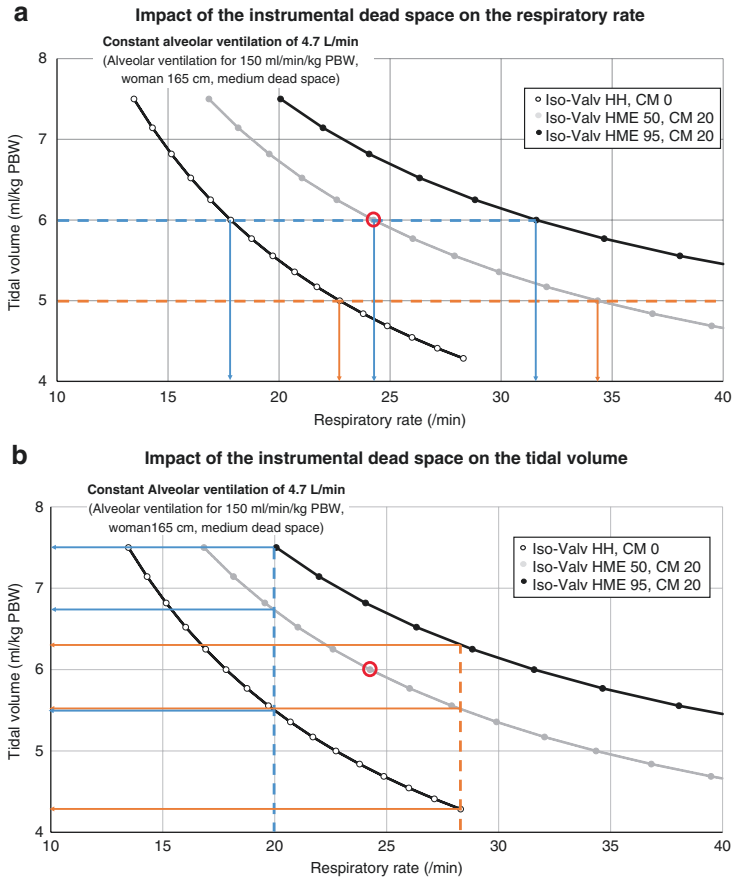 a
Impact of the instrumental dead space on the respiratory rate
Constant alveolar ventilation of 4.7 L/min
(Alveolar ventilation for 150 ml/min/kg PBW,
woman 165 cm, medium dead space)
Iso-Valv HH, CM 0
Iso-Valv HME 50, CM 20
Iso-Valv HME 95, CM 20
Tidal volume (ml/kg PBW)
8
7
6
5
4
10 15 20 25 30 35 40
Respiratory rate (/min)
b
Impact of the instrumental dead space on the tidal volume
Constant Alveolar ventilation of 4.7 L/min
(Alveolar ventilation for 150 ml/min/kg PBW,
woman165 cm, medium dead space)
Iso-Valv HH, CM 0
Iso-Valv HME 50, CM 20
Iso-Valv HME 95, CM 20
Tidal volume (ml/kg PBW)
8
7
6
5
4
10 15 20 25 30 35 40
Respiratory rate (/min)